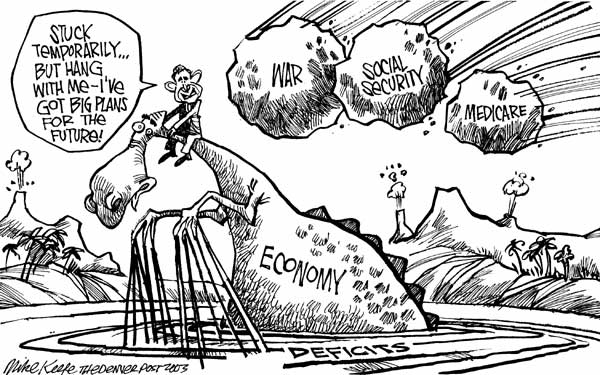 STUCK
TEMPORARILY...
BUT HANG
WITH ME-I'VE
GOT BIG PLANS
FOR THE
FUTURE!
WAR
SOCIAL
SECURITY
MEDICARE
ECONOMY
DEFICITS
MIKE KEEFE THE DENVER POST 2003